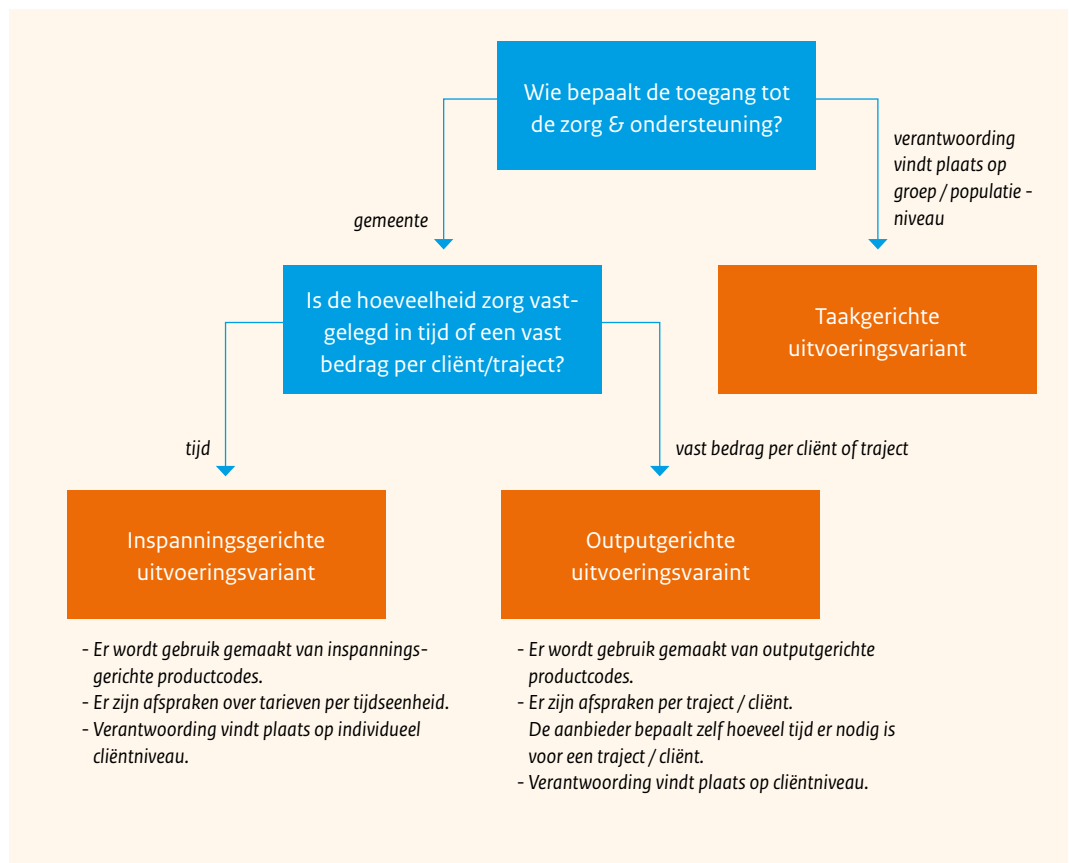 Wie bepaalt de toegang tot
de zorg & ondersteuning?
verantwoording
vindt plaats op
groep / populatie -
niveau
gemeente
Is de hoeveelheid zorg vast-
gelegd in tijd of een vast
bedrag per cliënt/traject?
Taakgerichte
uitvoeringsvariant
tijd
vast bedrag per cliënt of traject
Inspanningsgerichte
uitvoeringsvariant
Outputgerichte
uitvoeringsvaraint
- Er wordt gebruik gemaakt van inspannings-
gerichte productcodes.
- Er zijn afspraken over tarieven per tijdseenheid.
- Verantwoording vindt plaats op individueel
cliëntniveau.
- Er wordt gebruik gemaakt van outputgerichte
productcodes.
- Er zijn afspraken per traject / cliënt.
De aanbieder bepaalt zelf hoeveel tijd er nodig is
voor een traject / cliënt.
- Verantwoording vindt plaats op cliëntniveau.